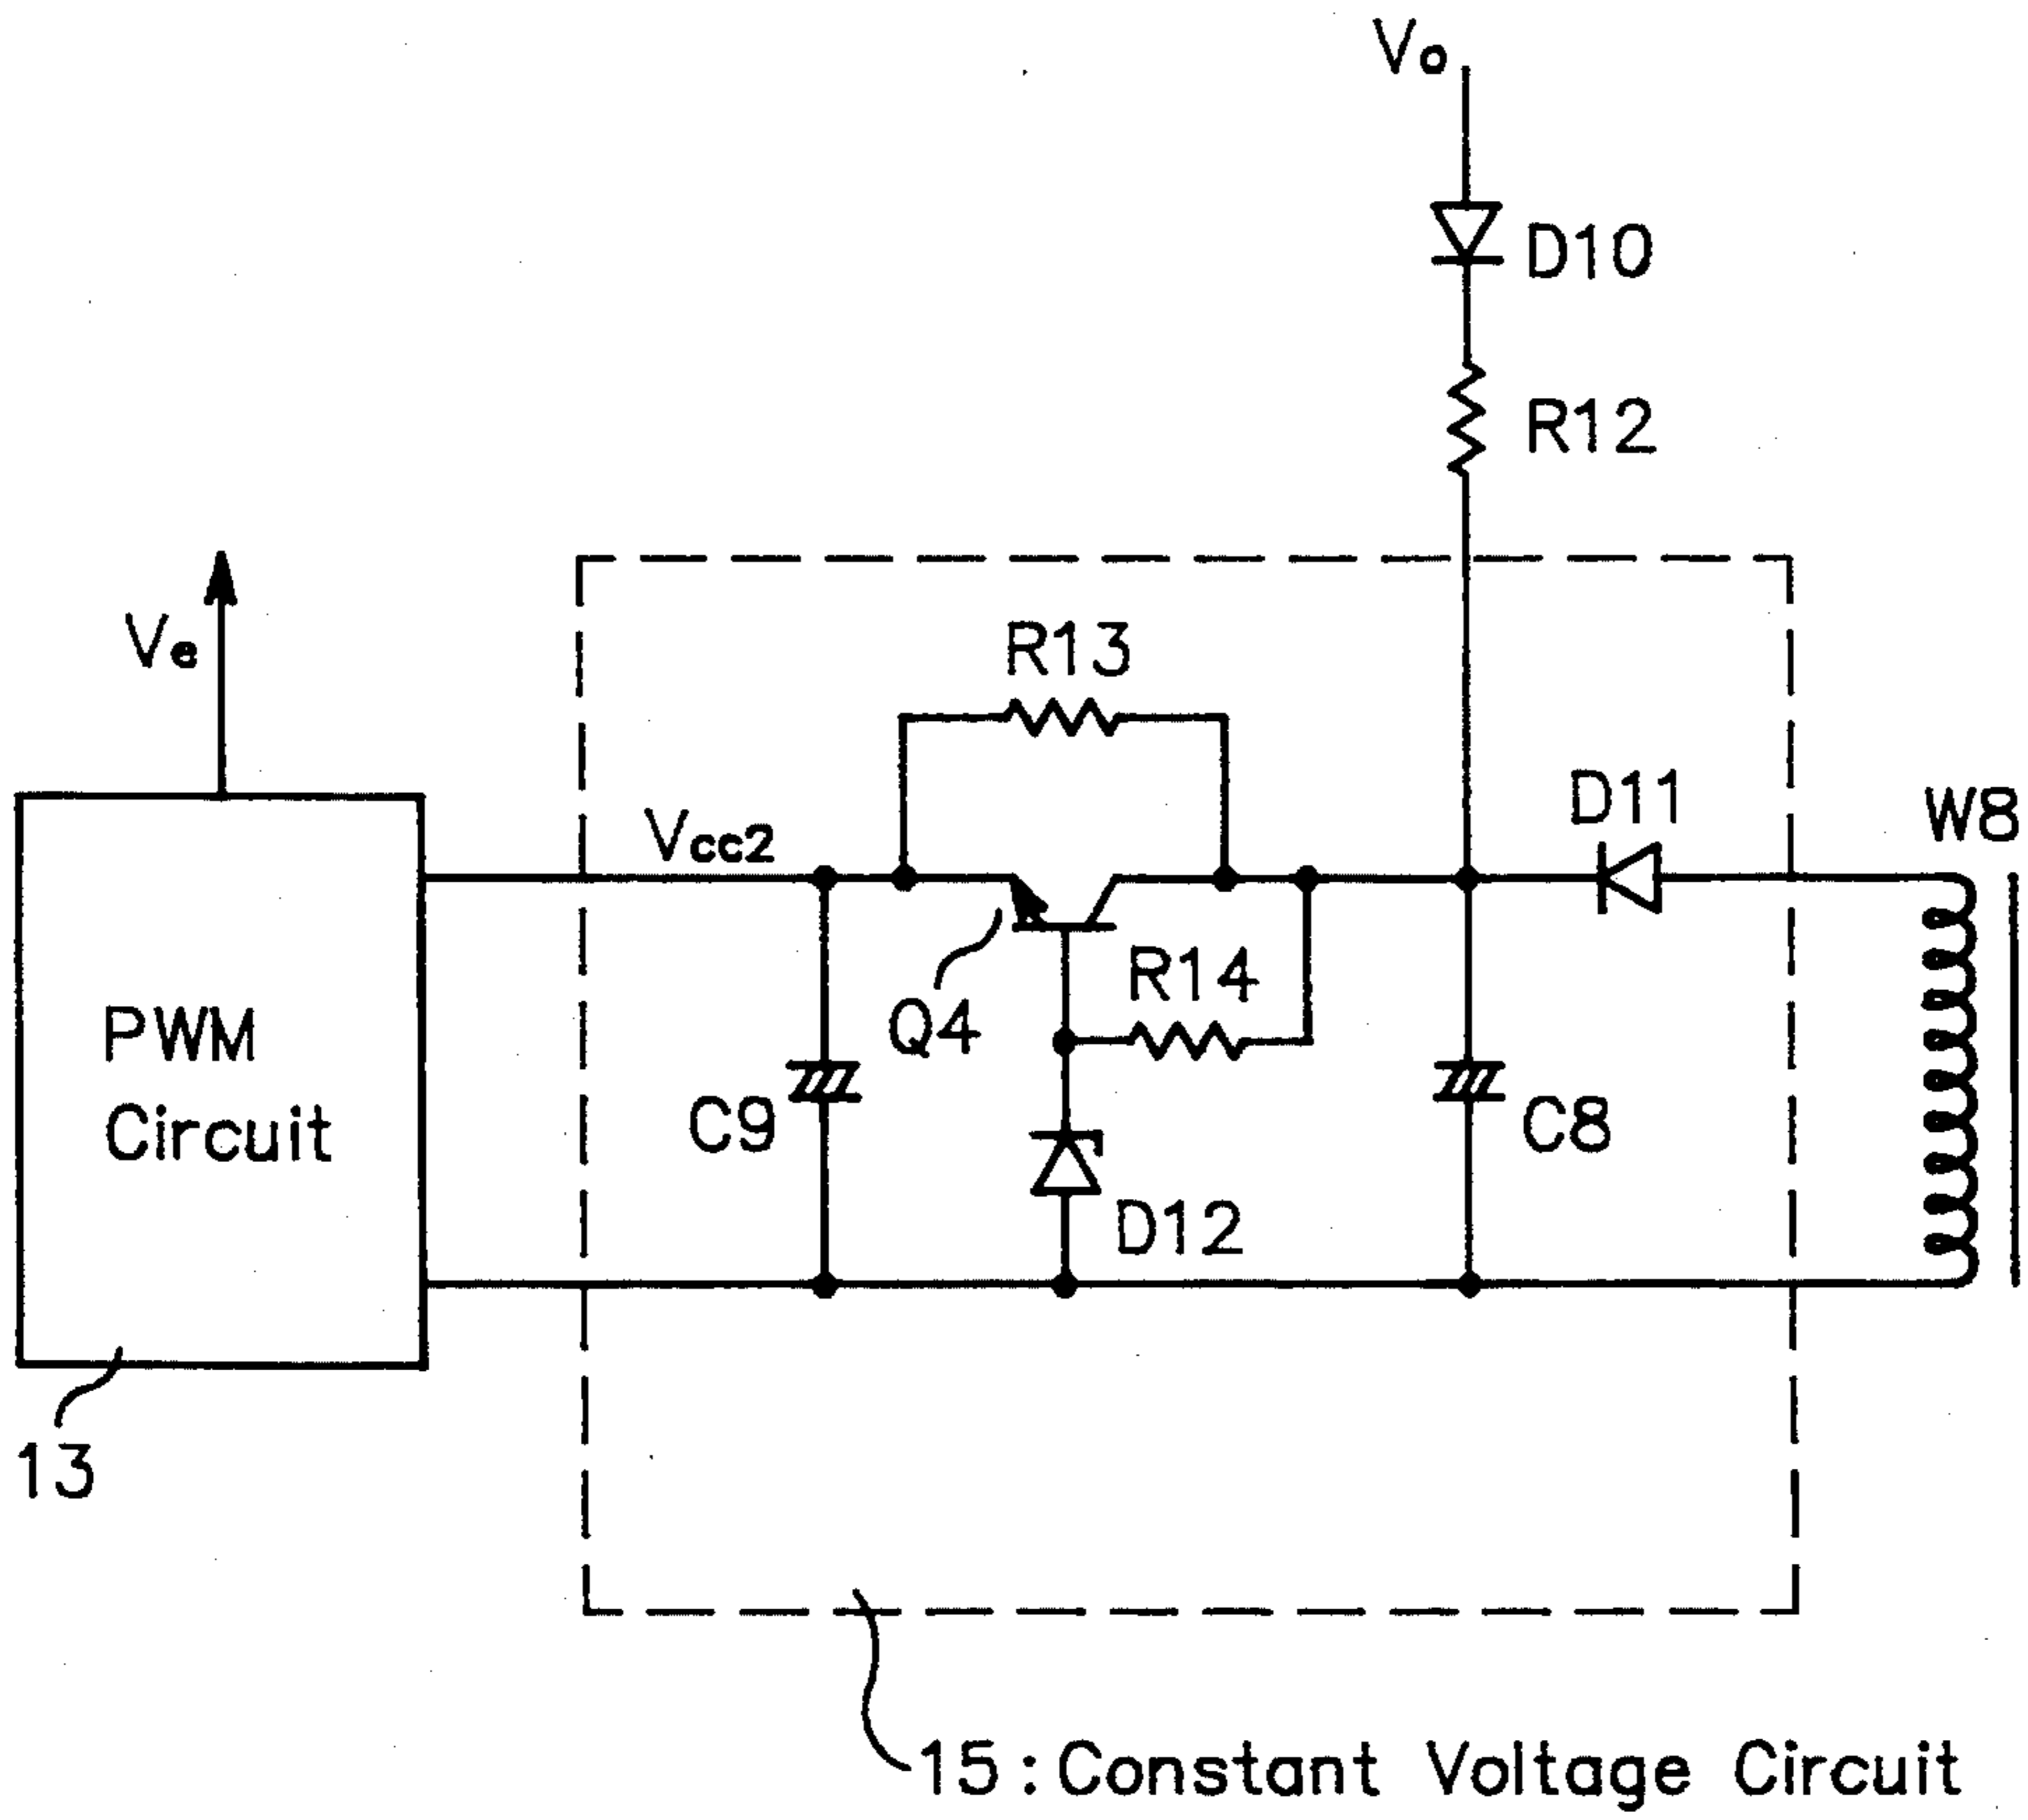 Vo
D10
R12
Ve
R13
D11
W8
Vcc2
R14
Q4
PWM
Circuit
C9
C8
D12
13
15:Constant Voltage Circuit